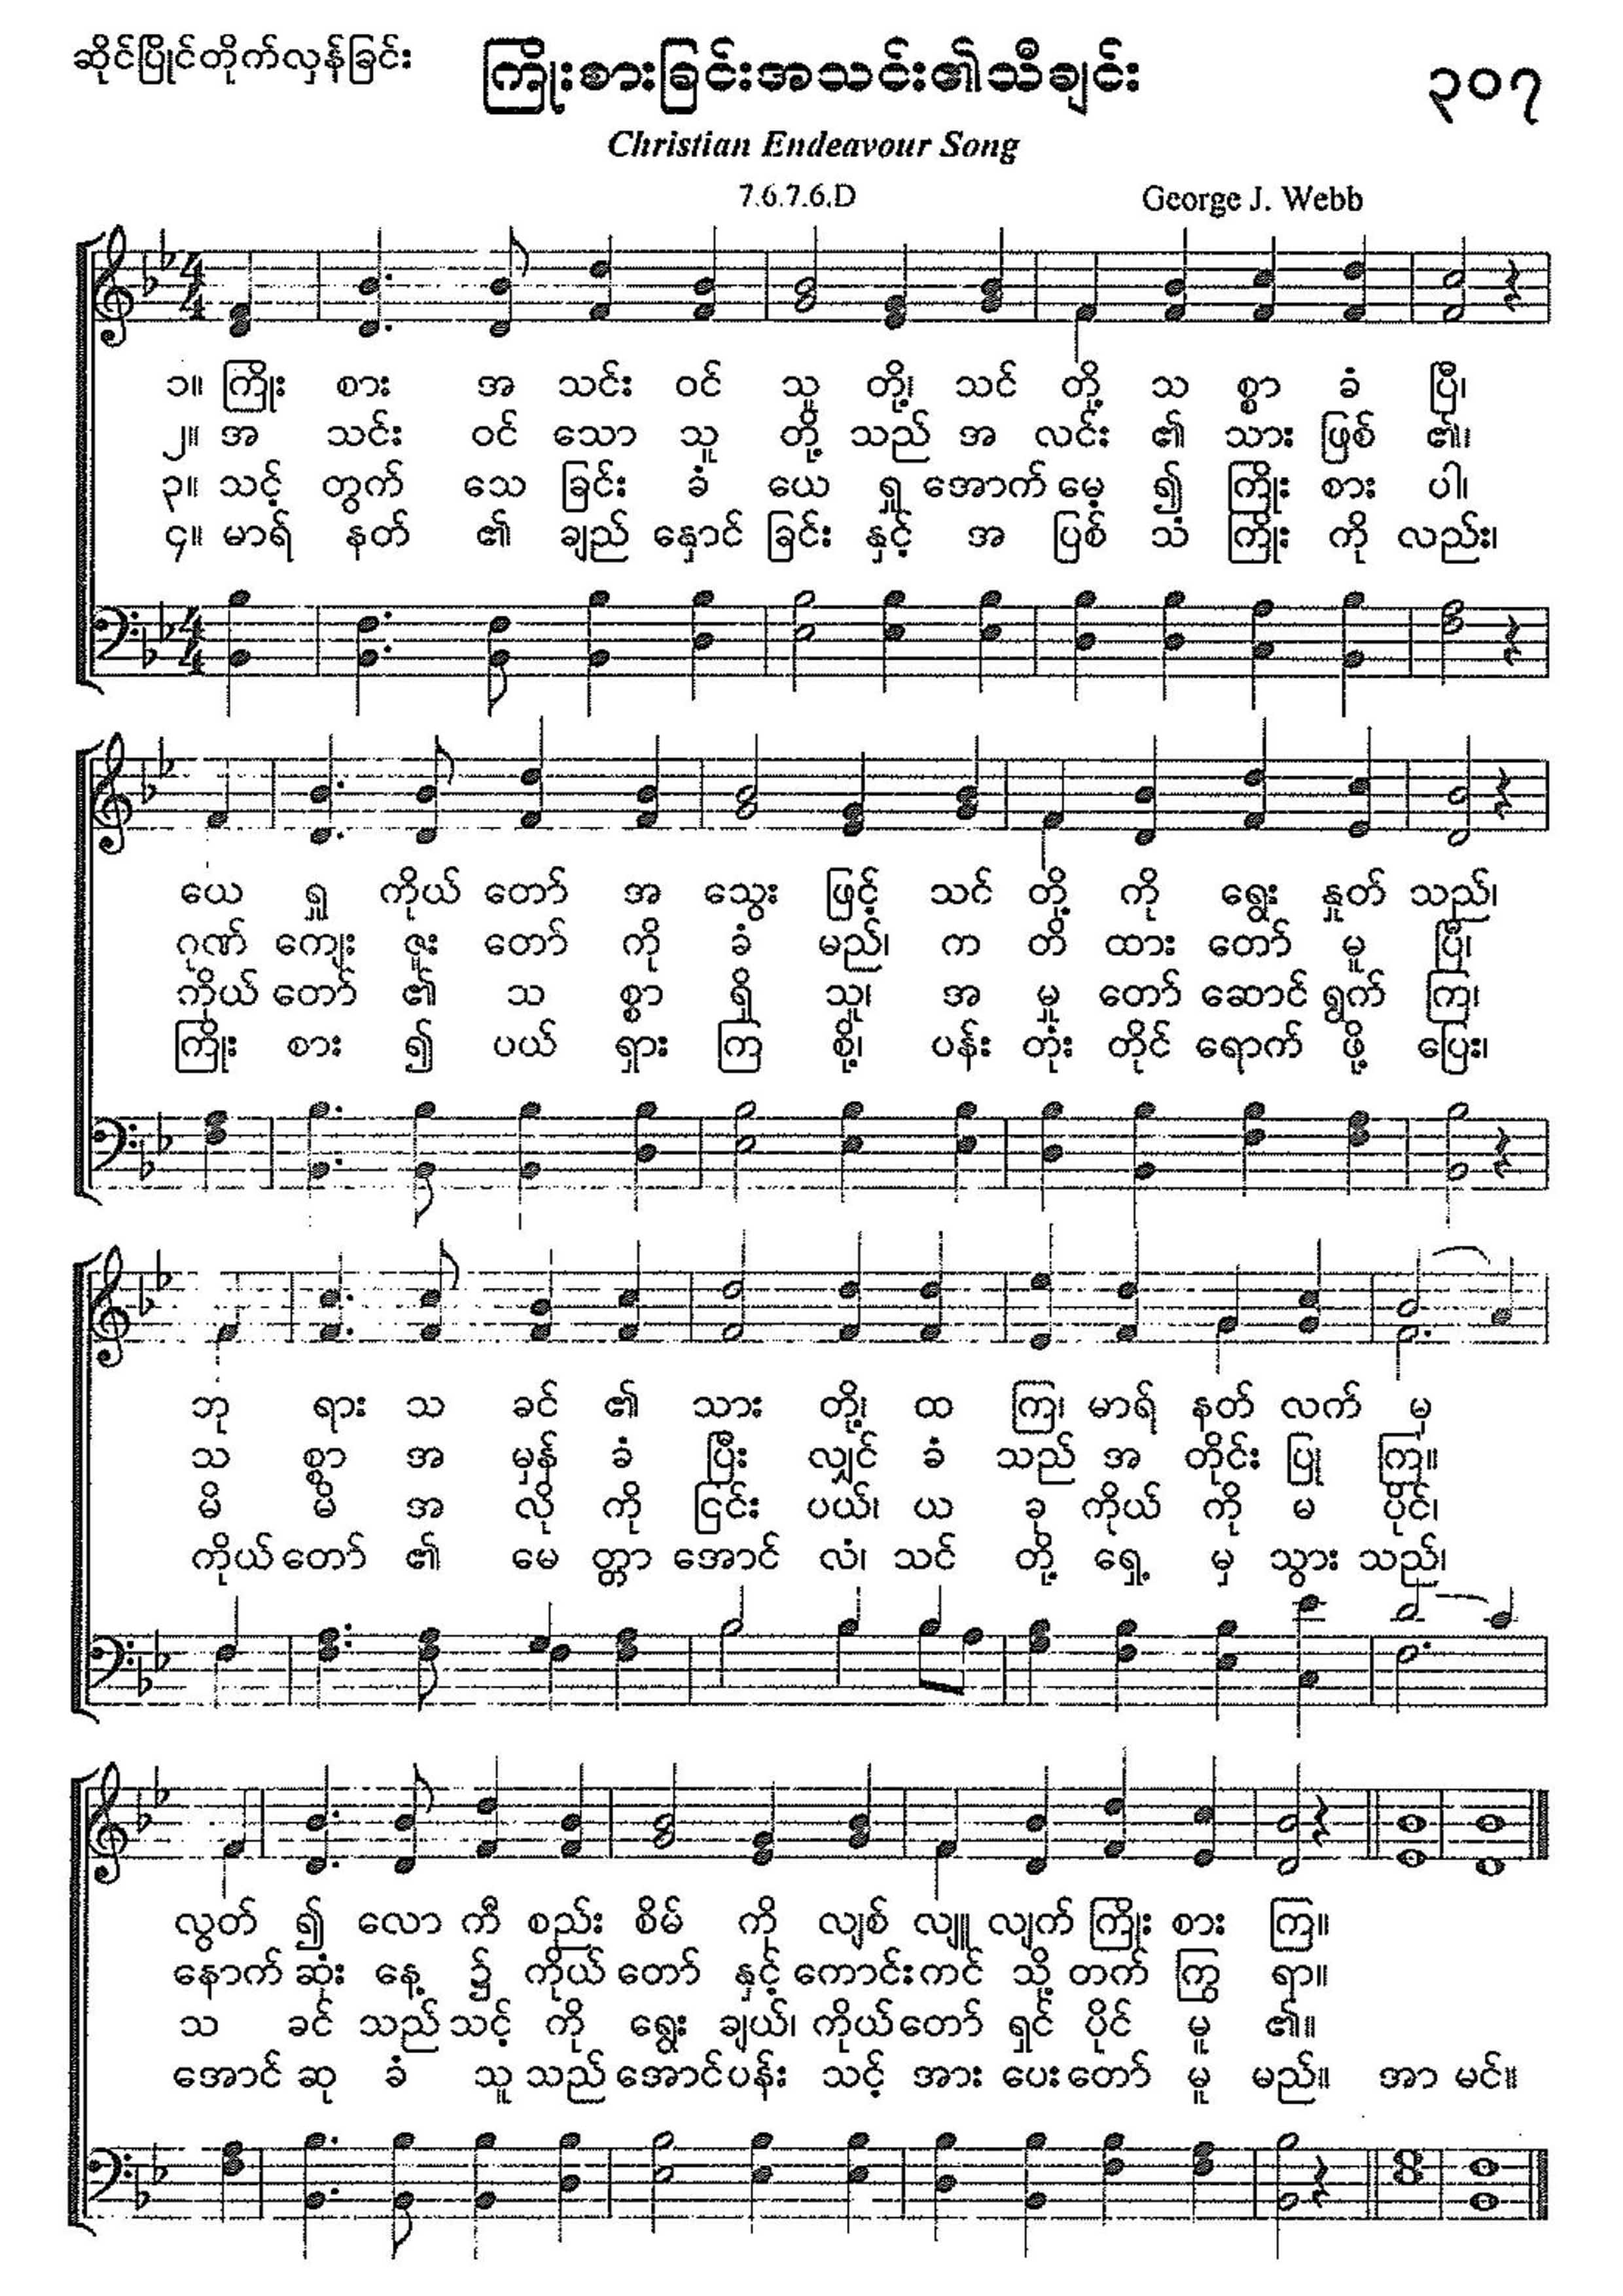 ဆိုင်ပြိုင်တိုက်လှန်ခြင်း
ကြိုးစားခြင်းအသင်း၏သီချင်း
၃၀၇
Christian Endeavour Song
7.6.7.6.D
George J. Webb
၁။ ကြိုး စား အ သင်း ဝင် သူ တို့၊ သင် တို့ သ စ္စာ ခံ ပြီ၊
၂။ အ သင်း ဝင် သော သူ တို့ သည် အ လင်း ၏ သား ဖြစ် ၏၊
၃။ သင့် တွက် သေ ခြင်း ခံ ယေ ရှု အောက် မေ့ ၍ ကြိုး စား ပါ၊
၄။ မာရ် နတ် ၏ ချည် နှောင် ခြင်း နှင့် အ ပြစ် သံ ကြိုး ကို လည်း၊
ယေ ရှု ကိုယ် တော် အ သွေး ဖြင့် သင် တို့ ကို ရွေး နှုတ် သည်၊
ဂုဏ် ကျေး ဇူး တော် ကို ခံ မည်၊ က တိ ထား တော် မူ ပြီ၊
ကိုယ် တော် ၏ သ စ္စာ ရှိ သူ၊ အ မှု တော် ဆောင် ရွက် ကြ၊
ကြိုး စား ၍ ပယ် ရှား ကြ စို့၊ ပန်း တုံး တိုင် ရောက် ဖို့ ပြေး၊
ဘု ရား သ ခင် ၏ သား တို့၊ ထ ကြ၊ မာရ် နတ် လက် မှ
သ စ္စာ အ မှန် ခံ ပြီး လျှင် ခံ သည် အ တိုင်း ပြု ကြ။
မိ မိ အ လို ကို ငြင်း ပယ်၊ ယ ခု ကိုယ် ကို မ ပိုင်၊
ကိုယ် တော် ၏ မေ တ္တာ အောင် လံ၊ သင် တို့ ရှေ့ မှ သွား သည်၊
လွတ် ၍ လော ကီ စည်း စိမ် ကို လျစ် လျူ လျက် ကြိုး စား ကြ။
နောက် ဆုံး နေ့ ၌ ကိုယ် တော် နှင့် ကောင်း ကင် သို့ တက် ကြွ ရာ။
သ ခင် သည် သင့် ကို ရွေး ချယ်၊ ကိုယ် တော် ရှင် ပိုင် မူ ၏။
အောင် ဆု ခံ သူ သည် အောင် ပန်း သင့် အား ပေး တော် မူ မည်။ အာ မင်။